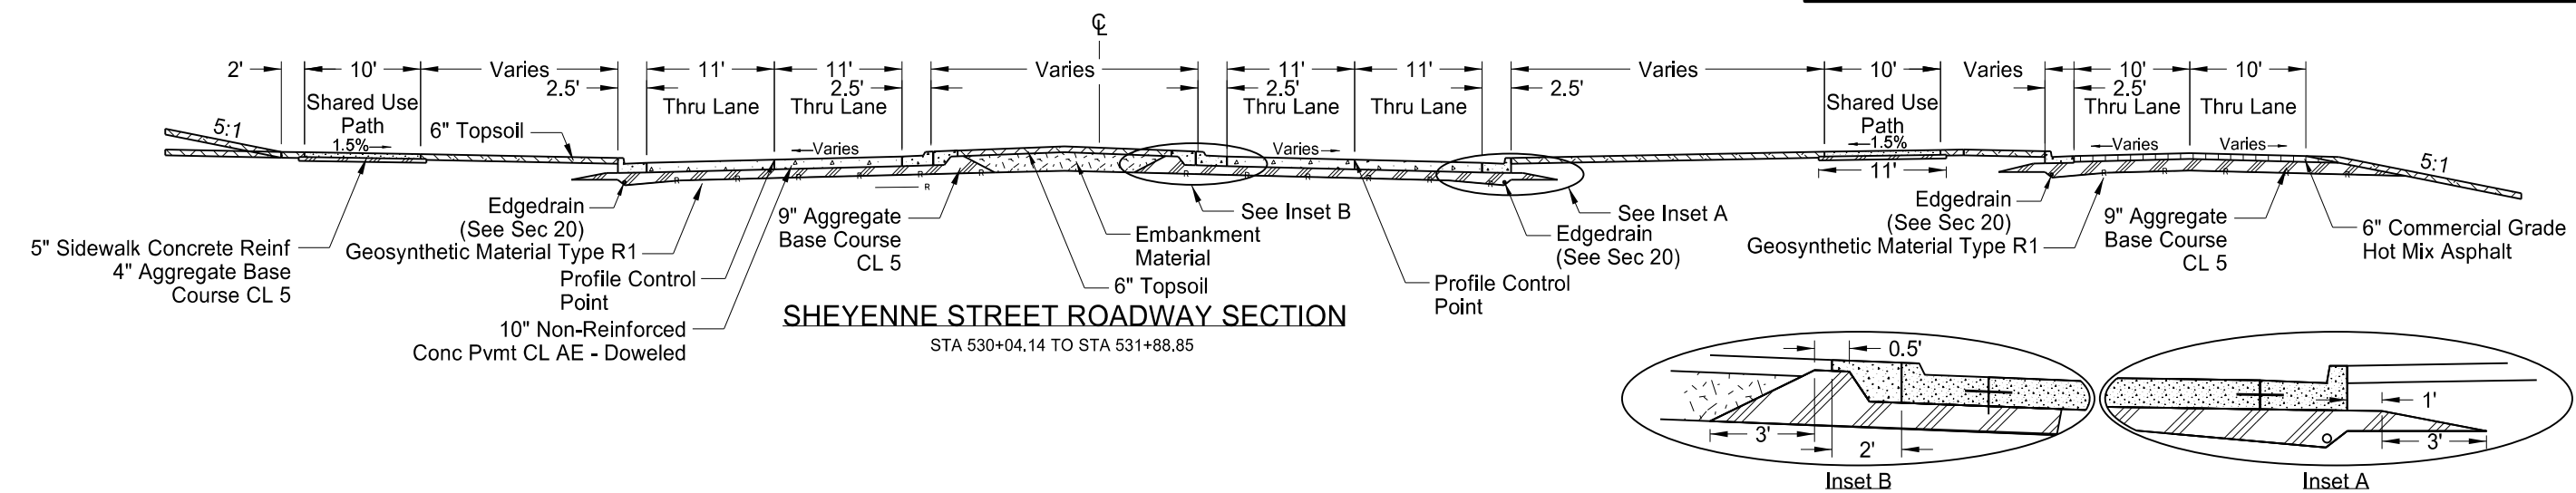 ℄
2'
10'
Varies
11'
11'
Varies
11'
11'
Varies
10'
Varies
10'
10'
2.5'
2.5'
2.5'
2.5'
2.5'
Shared Use
Path
Thru Lane
Thru Lane
Thru Lane
Thru Lane
Shared Use
Path
Thru Lane
Thru Lane
5:1
1.5%
6" Topsoil
Varies
Varies
1.5%
11'
Varies
Varies
5:1
R
R
R
R
R
R
R
R
R
R
R
R
R
5" Sidewalk Concrete Reinf
4" Aggregate Base
Course CL 5
Edgedrain
(See Sec 20)
Geosynthetic Material Type R1
Profile Control
Point
10" Non-Reinforced
Conc Pvmt CL AE - Doweled
9" Aggregate
Base Course
CL 5
Embankment
Material
6" Topsoil
See Inset B
See Inset A
Edgedrain
(See Sec 20)
Profile Control
Point
Edgedrain
(See Sec 20)
Geosynthetic Material Type R1
9" Aggregate
Base Course
CL 5
6" Commercial Grade
Hot Mix Asphalt
SHEYENNE STREET ROADWAY SECTION
STA 530+04.14 TO STA 531+88.85
0.5'
3'
2'
Inset B
1'
3'
Inset A